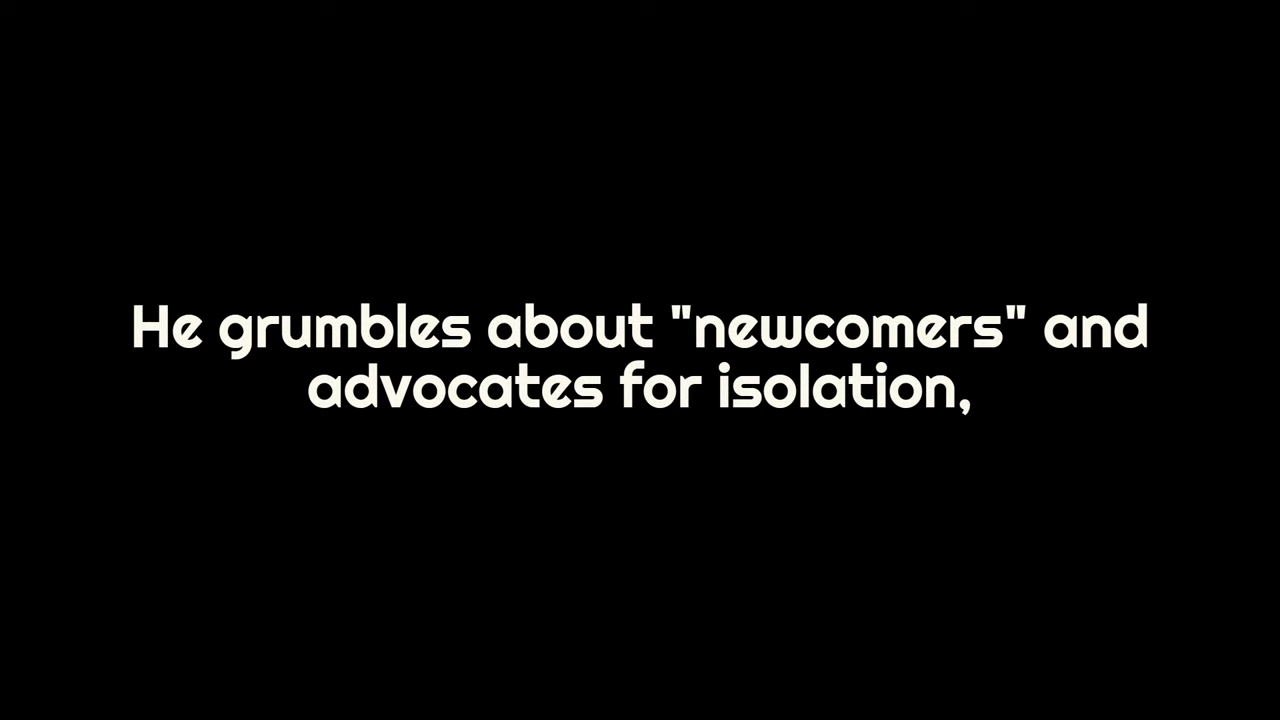 He grumbles about "newcomers" and
advocates for isolation,